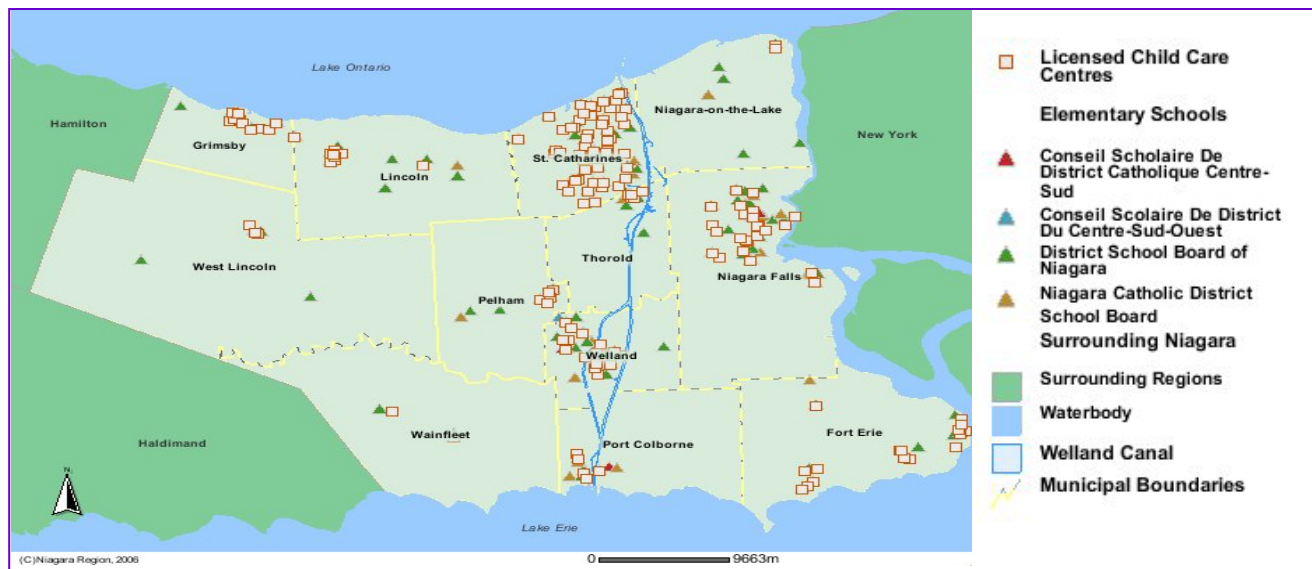 Lake Ontario
Niagara-on-the-Lake
Hamilton
New York
Grimsby
St. Catharines
Lincoln
West Lincoln
Thorold
Niagara Falls
Pelham
Welland
Wainfleet
Fort Erie
Haldimand
Port Colborne
N
Lake Erie
(C)Niagara Region, 2006
0 9663m
Licensed Child Care
Centres
Elementary Schools
Conseil Scholaire De
District Catholique Centre-
Sud
Conseil Scolaire De District
Du Centre-Sud-Ouest
District School Board of
Niagara
Niagara Catholic District
School Board
Surrounding Niagara
Surrounding Regions
Waterbody
Welland Canal
Municipal Boundaries